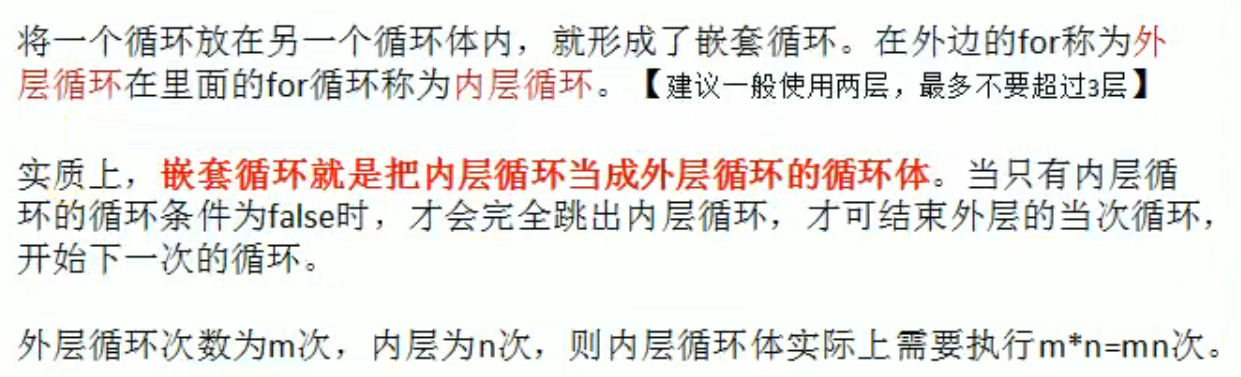 将一个循环放在另一个循环体内，就形成了嵌套循环。在外边的for称为外
层循环在里面的for循环称为内层循环。【建议一般使用两层，最多不要超过3层】
实质上，嵌套循环就是把内层循环当成外层循环的循环体。当只有内层循
环的循环条件为false时，才会完全跳出内层循环，才可结束外层的当次循环，
开始下一次的循环。
外层循环次数为m次，内层为n次，则内层循环体实际上需要执行m*n=mn次。